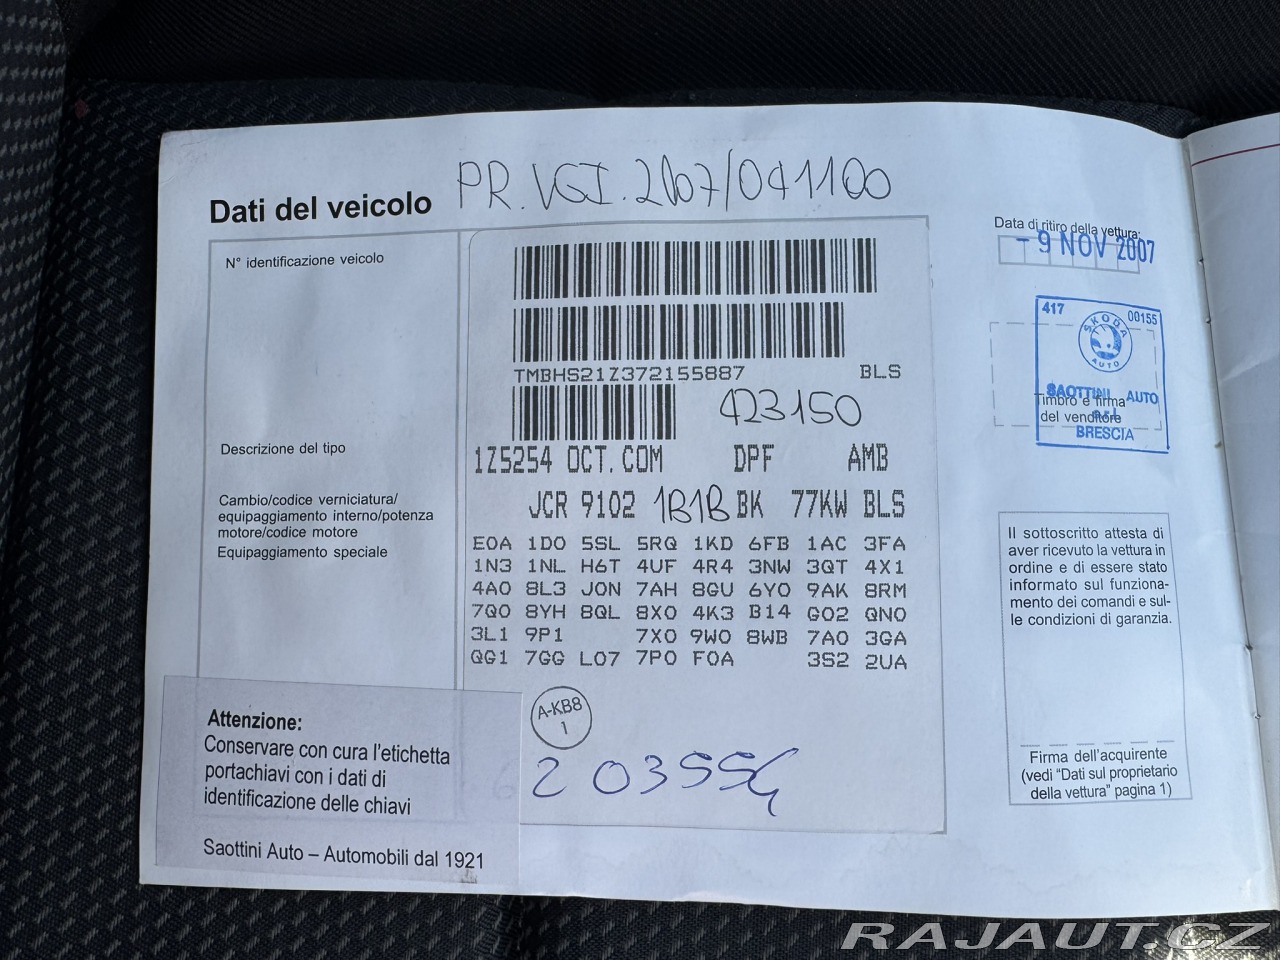 PR. VGI. 2007/041100
Dati del veicolo
N° identificazione veicolo
TMBHS21Z372155887 BLS
423150
Descrizione del tipo
1Z5254 OCT.COM DPF AMB
Cambio/codice verniciatura/
equipaggiamento interno/potenza
motore/codice motore
JCR 9102 1B1B BK 77KW BLS
Equipaggiamento speciale
E0A 1D0 5SL 5RQ 1KD 6FB 1AC 3FA
1N3 1NL H6T 4UF 4R4 3NW 3QT 4X1
4A0 8L3 J0N 7AH 8GU 6Y0 9AK 8RM
7Q0 8YH 8QL 8X0 4K3 B14 G02 QN0
3L1 9P1 7X0 9W0 8WB 7A0 3GA
QG1 7GG L07 7P0 F0A 3S2 2UA
A-KB8
1
2 03554
Attenzione:
Conservare con cura l'etichetta
portachiavi con i dati di
identificazione delle chiavi
Saottini Auto – Automobili dal 1921
Data di ritiro della vettura:
- 9 NOV 2007
417 00155
SKODA
AUTO
SAOTTINI AUTO
s.r.l.
BRESCIA
Timbro e firma
del venditore
Il sottoscritto attesta di
aver ricevuto la vettura in
ordine e di essere stato
informato sul funziona-
mento dei comandi e sul-
le condizioni di garanzia.
Firma dell'acquirente
(vedi "Dati sul proprietario
della vettura" pagina 1)
RAJAUT.CZ